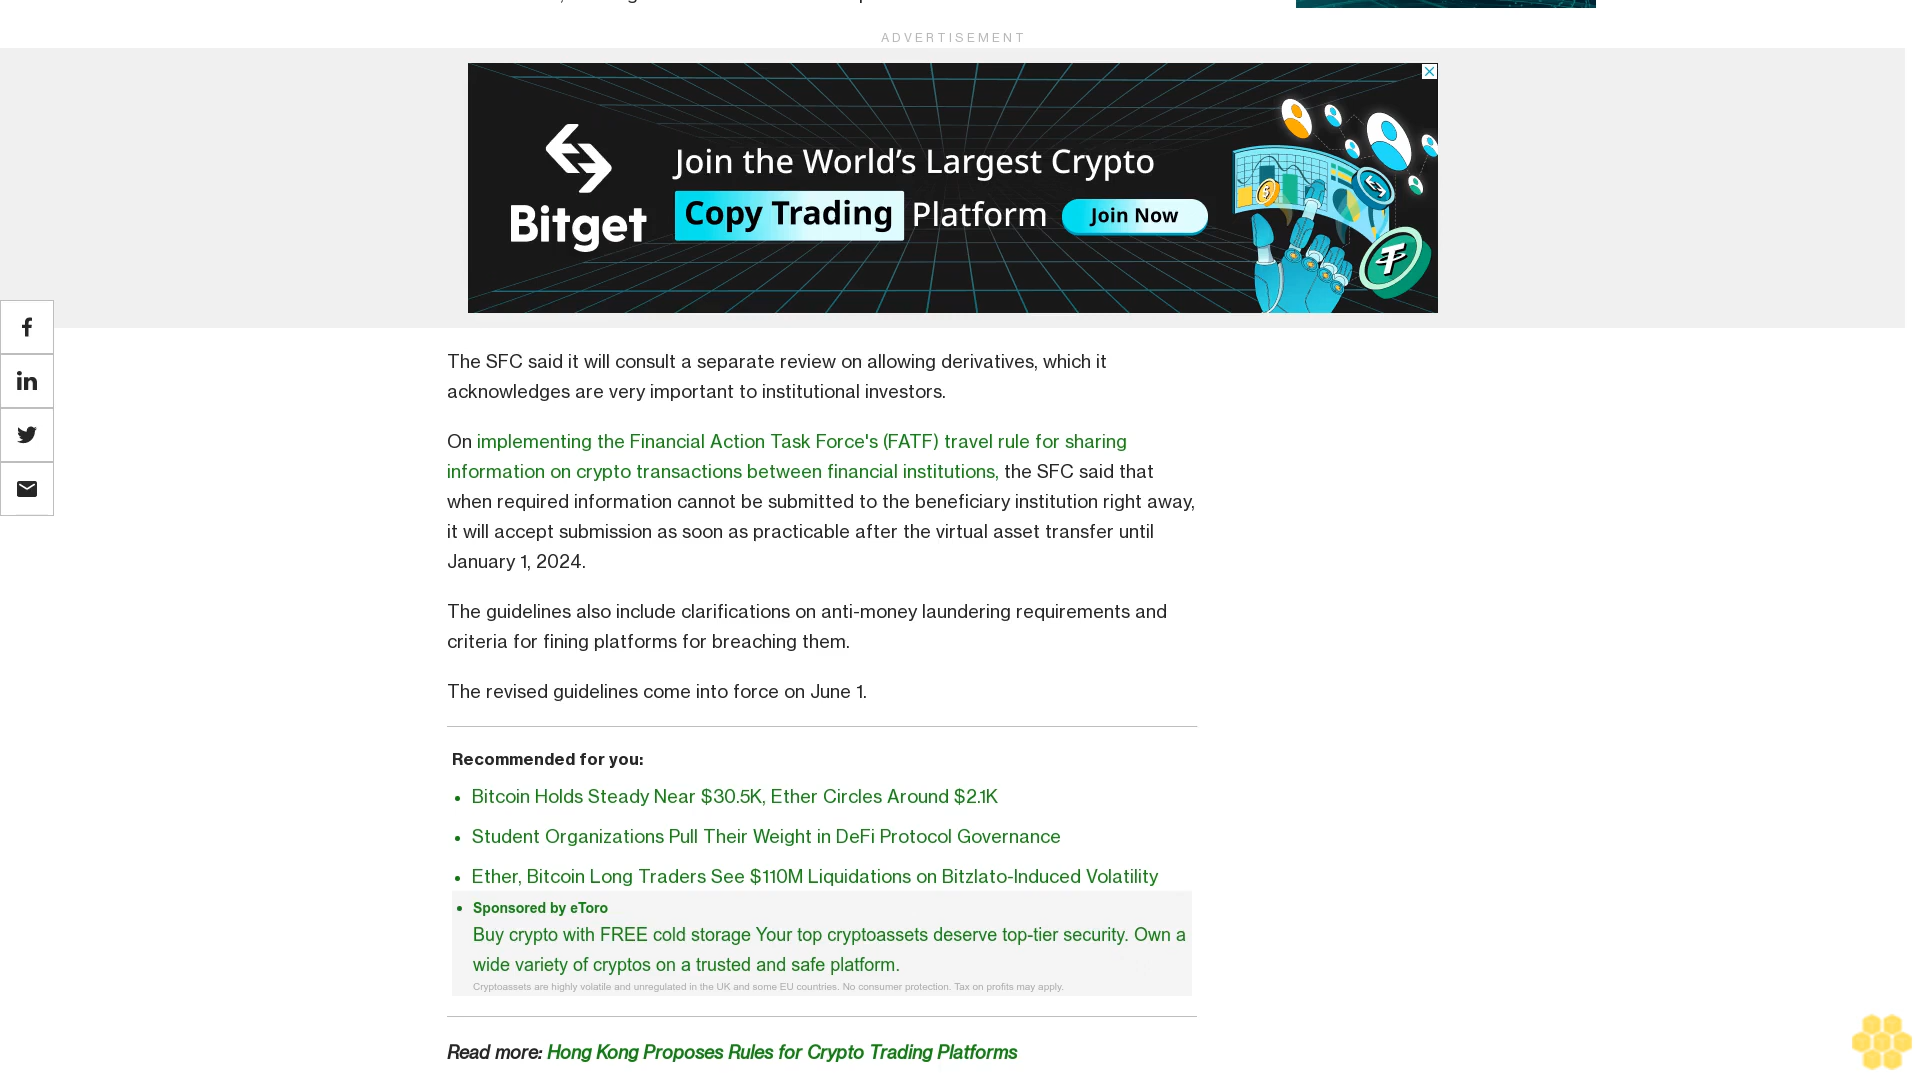 ADVERTISEMENT
Bitget
Join the World's Largest Crypto
Copy Trading Platform Join Now
The SFC said it will consult a separate review on allowing derivatives, which it
acknowledges are very important to institutional investors.
On implementing the Financial Action Task Force's (FATF) travel rule for sharing
information on crypto transactions between financial institutions, the SFC said that
when required information cannot be submitted to the beneficiary institution right away,
it will accept submission as soon as practicable after the virtual asset transfer until
January 1, 2024.
The guidelines also include clarifications on anti-money laundering requirements and
criteria for fining platforms for breaching them.
The revised guidelines come into force on June 1.
Recommended for you:
• Bitcoin Holds Steady Near $30.5K, Ether Circles Around $2.1K
• Student Organizations Pull Their Weight in DeFi Protocol Governance
• Ether, Bitcoin Long Traders See $110M Liquidations on Bitzlato-Induced Volatility
• Sponsored by eToro
Buy crypto with FREE cold storage Your top cryptoassets deserve top-tier security. Own a
wide variety of cryptos on a trusted and safe platform.
Cryptoassets are highly volatile and unregulated in the UK and some EU countries. No consumer protection. Tax on profits may apply.
Read more: Hong Kong Proposes Rules for Crypto Trading Platforms